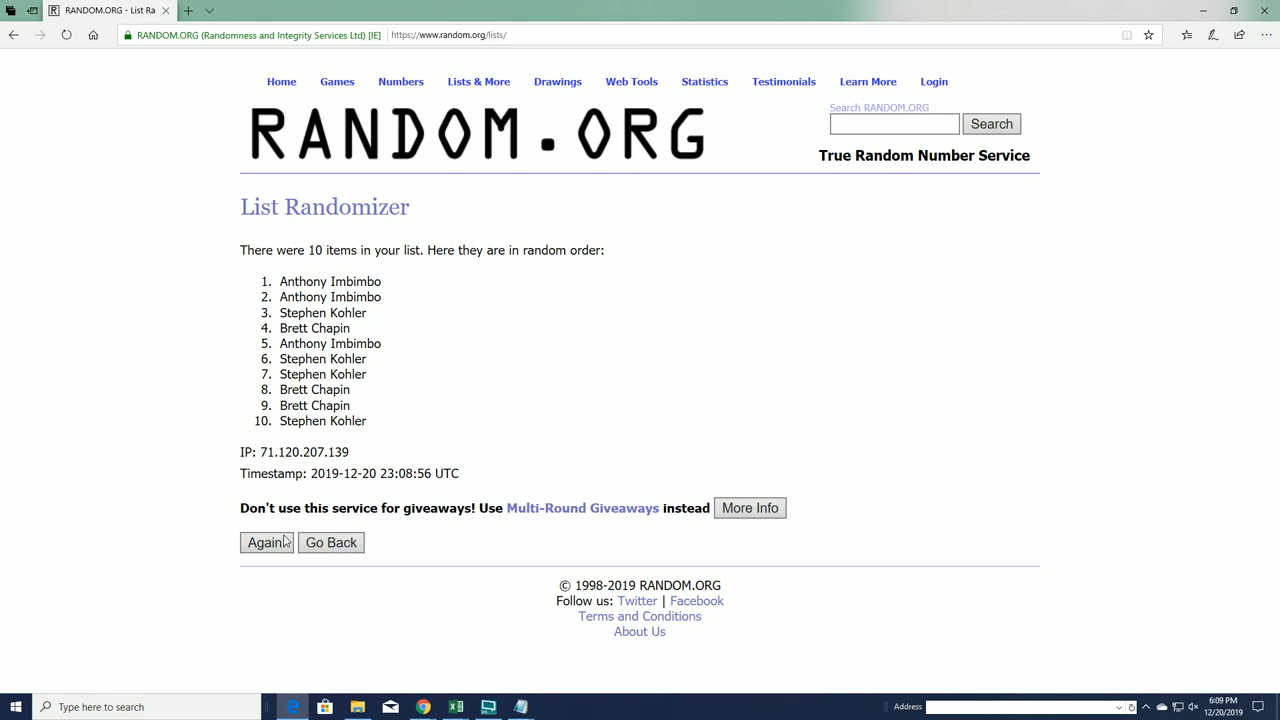 RANDOM.ORG - List Ra
RANDOM.ORG (Randomness and Integrity Services Ltd) [IE]
https://www.random.org/lists/
Home Games Numbers Lists & More Drawings Web Tools Statistics Testimonials Learn More Login
RANDOM.ORG
Search RANDOM.ORG
Search
True Random Number Service
List Randomizer
There were 10 items in your list. Here they are in random order:
1. Anthony Imbimbo
2. Anthony Imbimbo
3. Stephen Kohler
4. Brett Chapin
5. Anthony Imbimbo
6. Stephen Kohler
7. Stephen Kohler
8. Brett Chapin
9. Brett Chapin
10. Stephen Kohler
IP: 71.120.207.139
Timestamp: 2019-12-20 23:08:56 UTC
Don't use this service for giveaways! Use Multi-Round Giveaways instead More Info
Again! Go Back
© 1998-2019 RANDOM.ORG
Follow us: Twitter | Facebook
Terms and Conditions
About Us
Type here to search
Address
6:09 PM
12/20/2019